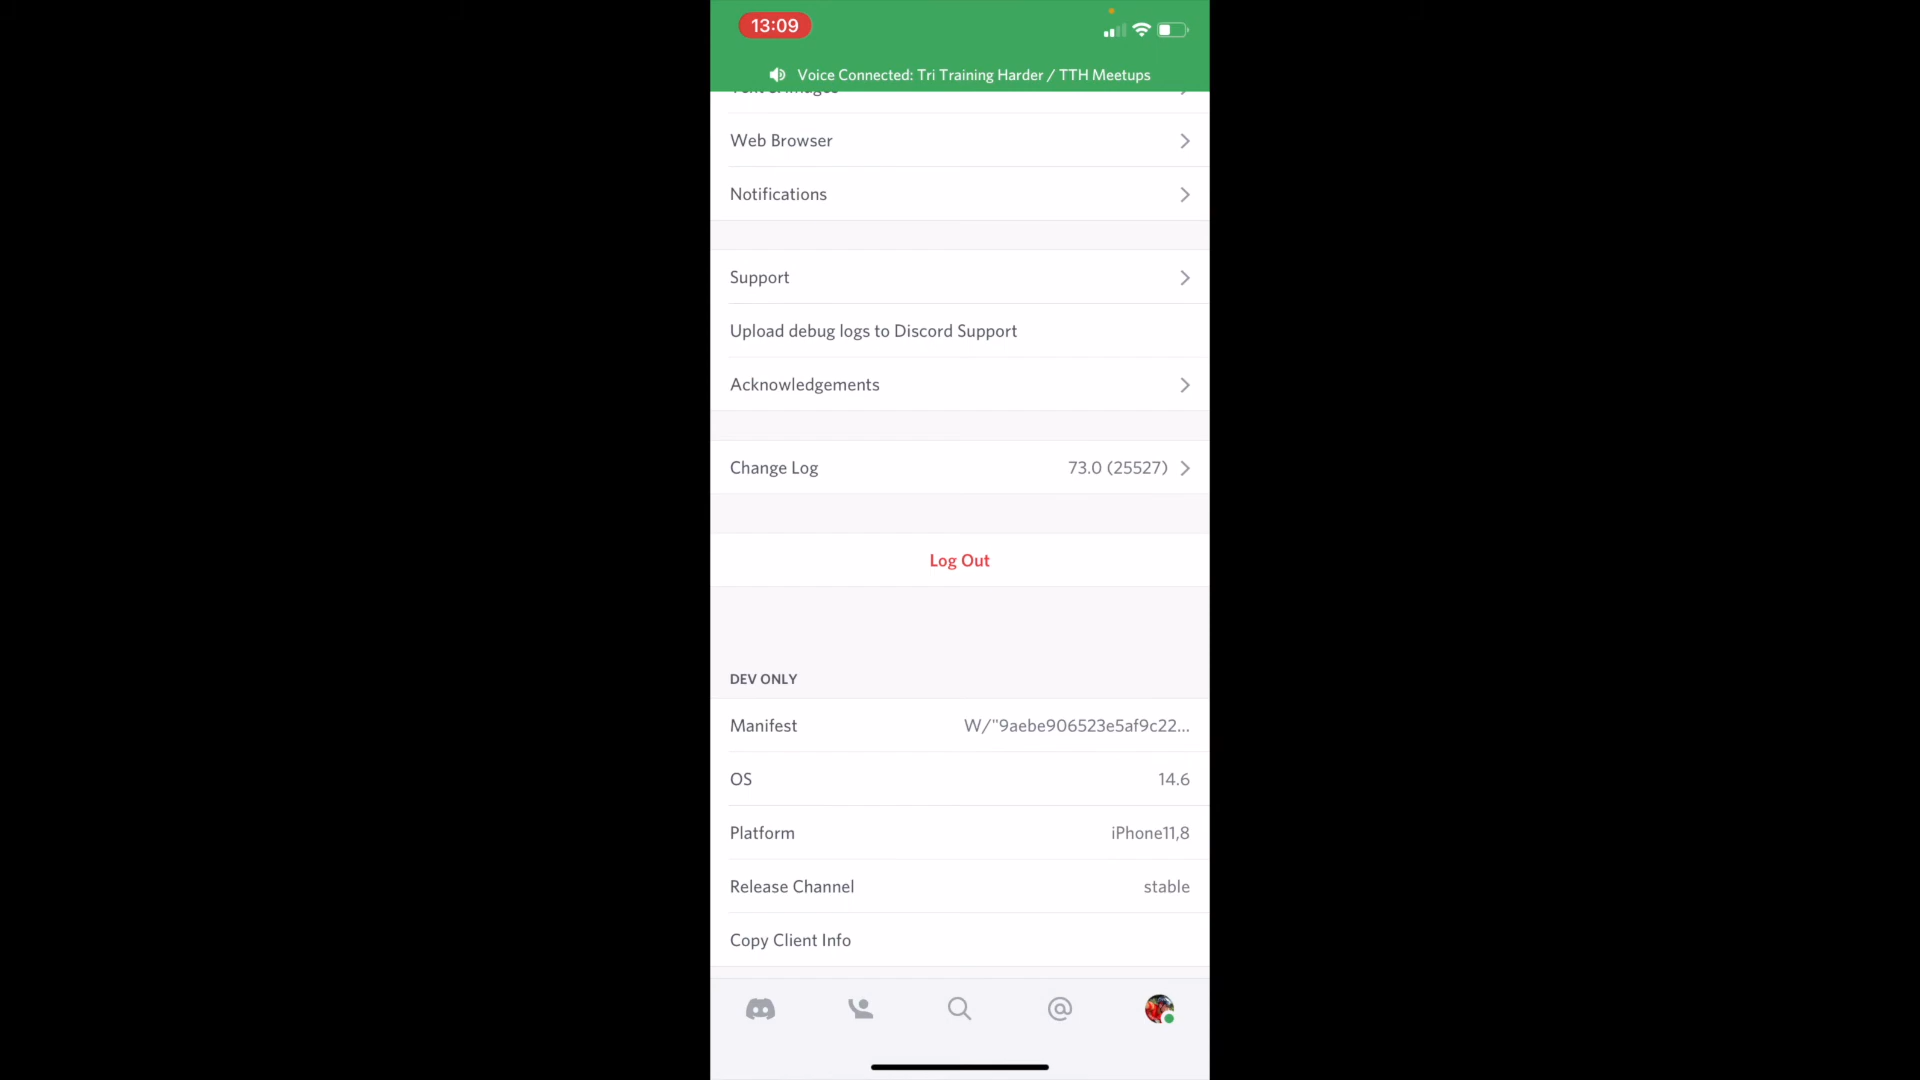 13:09
Voice Connected: Tri Training Harder / TTH Meetups
Web Browser
Notifications
Support
Upload debug logs to Discord Support
Acknowledgements
Change Log 73.0 (25527)
Log Out
DEV ONLY
Manifest W/"9aebe906523e5af9c22...
OS 14.6
Platform iPhone11,8
Release Channel stable
Copy Client Info